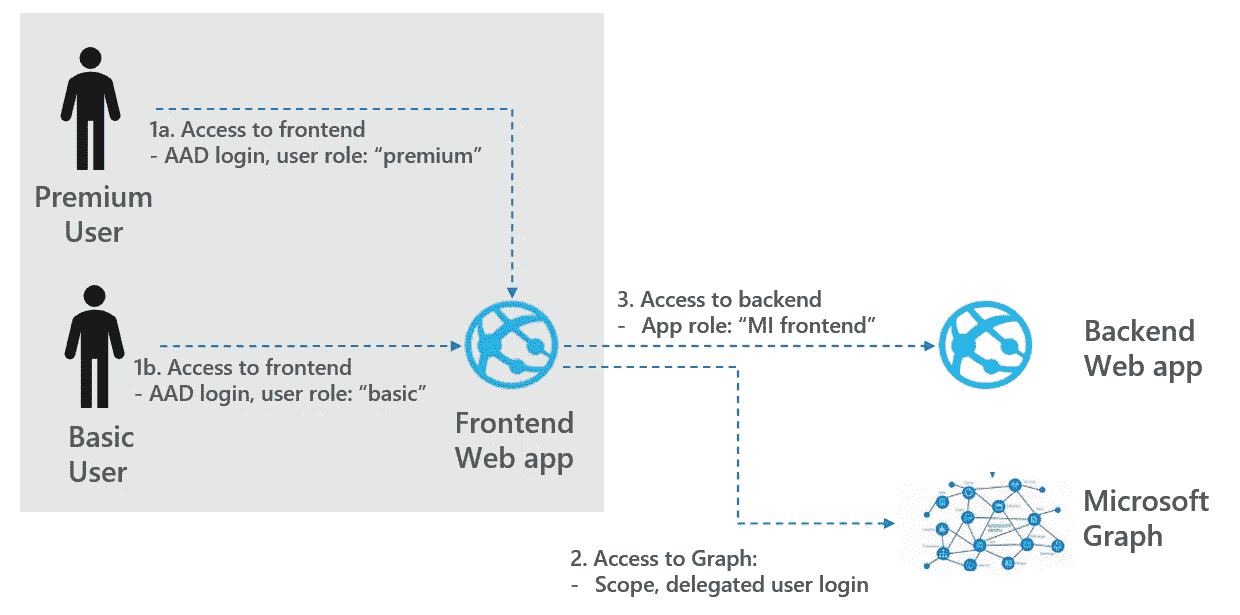 1a. Access to frontend
- AAD login, user role: “premium”
Premium
User
1b. Access to frontend
- AAD login, user role: “basic”
Basic
User
Frontend
Web app
3. Access to backend
- App role: “MI frontend”
Backend
Web app
2. Access to Graph:
- Scope, delegated user login
Microsoft
Graph